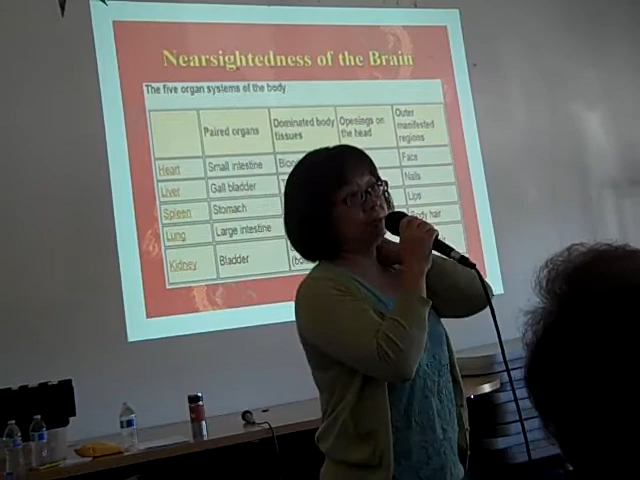 Nearsightedness of the Brain
The five organ systems of the body
Paired organs Dominated body tissues Openings on the head Outer manifested regions
Heart Small intestine Face
Liver Gall bladder Nails
Spleen Stomach Lips
Lung Large intestine Body hair
Kidney Bladder